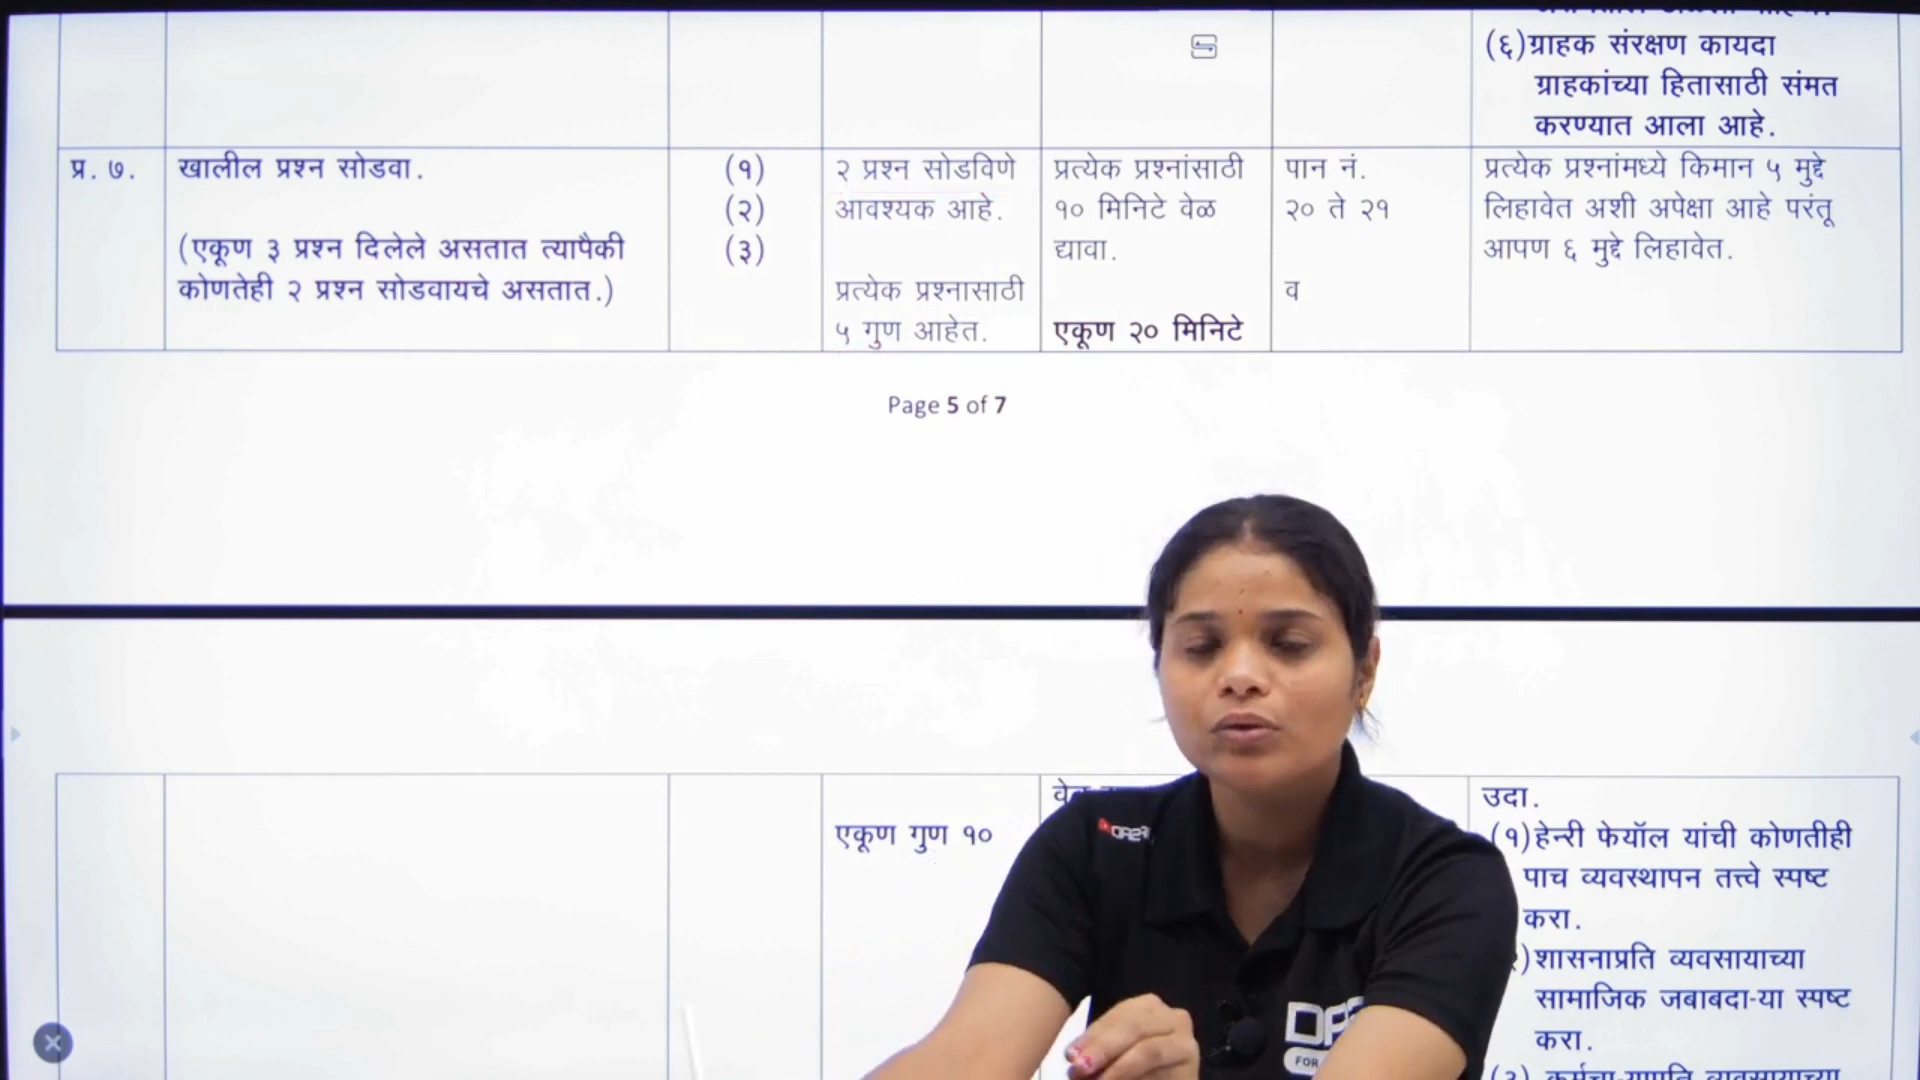 (६)ग्राहक संरक्षण कायदा
ग्राहकांच्या हितासाठी संमत
करण्यात आला आहे.
प्र. ७.
खालील प्रश्न सोडवा.
(एकूण ३ प्रश्न दिलेले असतात त्यापैकी
कोणतेही २ प्रश्न सोडवायचे असतात.)
(१)
(२)
(३)
२ प्रश्न सोडविणे
आवश्यक आहे.
प्रत्येक प्रश्नासाठी
५ गुण आहेत.
प्रत्येक प्रश्नांसाठी
१० मिनिटे वेळ
द्यावा.
एकूण २० मिनिटे
पान नं.
२० ते २१
व
प्रत्येक प्रश्नांमध्ये किमान ५ मुद्दे
लिहावेत अशी अपेक्षा आहे परंतू
आपण ६ मुद्दे लिहावेत.
Page 5 of 7
एकूण गुण १०
उदा.
(१)हेन्री फेयॉल यांची कोणतीही
पाच व्यवस्थापन तत्त्वे स्पष्ट
करा.
शासनाप्रति व्यवसायाच्या
सामाजिक जबाबदा-या स्पष्ट
करा.
FOR